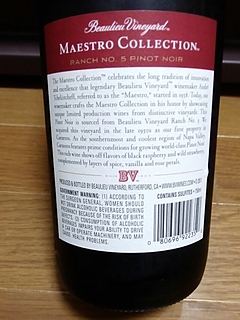 Beaulieu Vineyard®
MAESTRO COLLECTION™
RANCH NO. 5 PINOT NOIR
The Maestro Collection™ celebrates the long tradition of innovation
and excellence that legendary Beaulieu Vineyard™ winemaker André
Tchelistcheff, referred to as the "Maestro," started in 1938. Today, our
winemaker crafts the Maestro Collection in his honor by showcasing
unique limited production wines from distinctive vineyards. This
Pinot Noir is sourced from Beaulieu Vineyard Ranch No. 5. We
acquired this vineyard in the late 1950s as our first property in
Carneros. As the southernmost and coolest region of Napa Valley,
Carneros features prime conditions for growing world-class Pinot Noir.
This rich wine shows off flavors of black raspberry and wild strawberry,
complemented by layers of spice, vanilla and rose petals.
BV
PRODUCED & BOTTLED BY BEAULIEU VINEYARD, RUTHERFORD, CA
CONTAINS SULFITES • 750ml
GOVERNMENT WARNING: (1) ACCORDING TO
THE SURGEON GENERAL, WOMEN SHOULD
NOT DRINK ALCOHOLIC BEVERAGES DURING
PREGNANCY BECAUSE OF THE RISK OF BIRTH
DEFECTS. (2) CONSUMPTION OF ALCOHOLIC
BEVERAGES IMPAIRS YOUR ABILITY TO DRIVE
A CAR OR OPERATE MACHINERY, AND MAY
CAUSE HEALTH PROBLEMS.